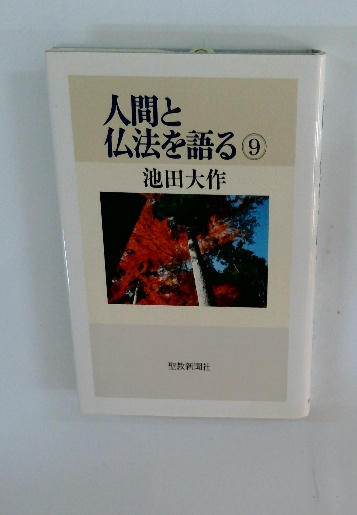 人間と
仏法を語る⑨
池田大作
聖教新聞社